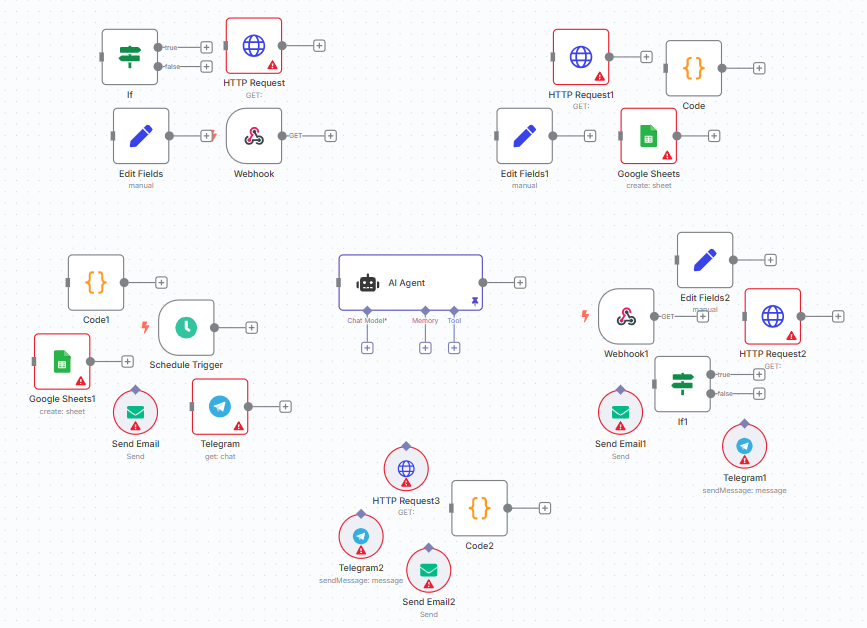 true
false
If
HTTP Request
GET:
HTTP Request1
GET:
Code
Edit Fields
manual
GET
Webhook
Edit Fields1
manual
Google Sheets
create: sheet
Code1
Schedule Trigger
Google Sheets1
create: sheet
Send Email
Send
Telegram
get: chat
AI Agent
Chat Model*
Memory
Tool
Edit Fields2
manual
GET
Webhook1
HTTP Request2
GET:
true
false
If1
Send Email1
Send
Telegram1
sendMessage: message
HTTP Request3
GET:
Code2
Telegram2
sendMessage: message
Send Email2
Send